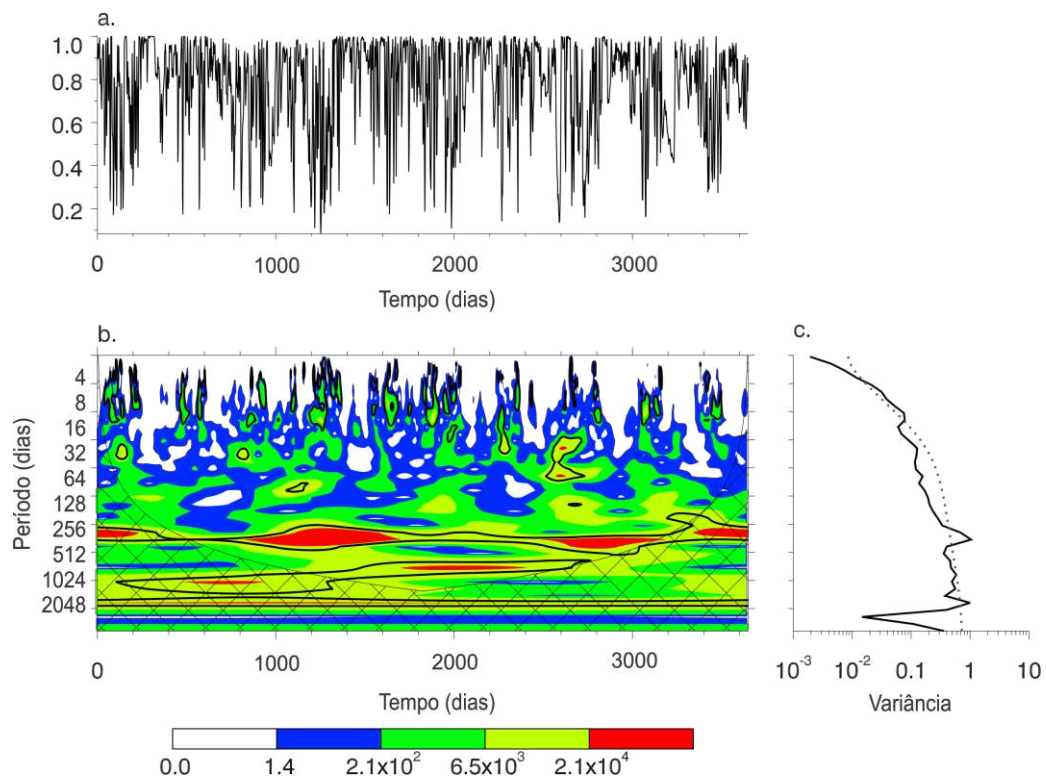 a.
1.0
0.8
0.6
0.4
0.2
0 1000 2000 3000
Tempo (dias)
b.
c.
Período (dias)
4
8
16
32
64
128
256
512
1024
2048
0 1000 2000 3000
Tempo (dias)
10⁻³ 10⁻² 0.1 1 10
Variância
0.0 1.4 2.1x10² 6.5x10³ 2.1x10⁴